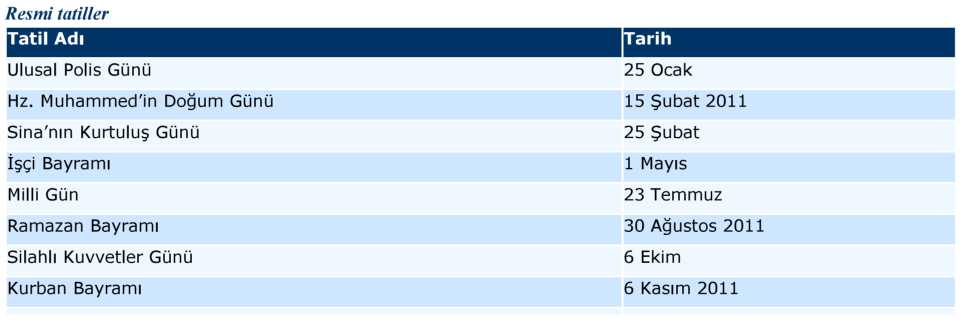 Resmi tatiller
Tatil Adı Tarih
Ulusal Polis Günü 25 Ocak
Hz. Muhammed’in Doğum Günü 15 Şubat 2011
Sina’nın Kurtuluş Günü 25 Şubat
İşçi Bayramı 1 Mayıs
Milli Gün 23 Temmuz
Ramazan Bayramı 30 Ağustos 2011
Silahlı Kuvvetler Günü 6 Ekim
Kurban Bayramı 6 Kasım 2011